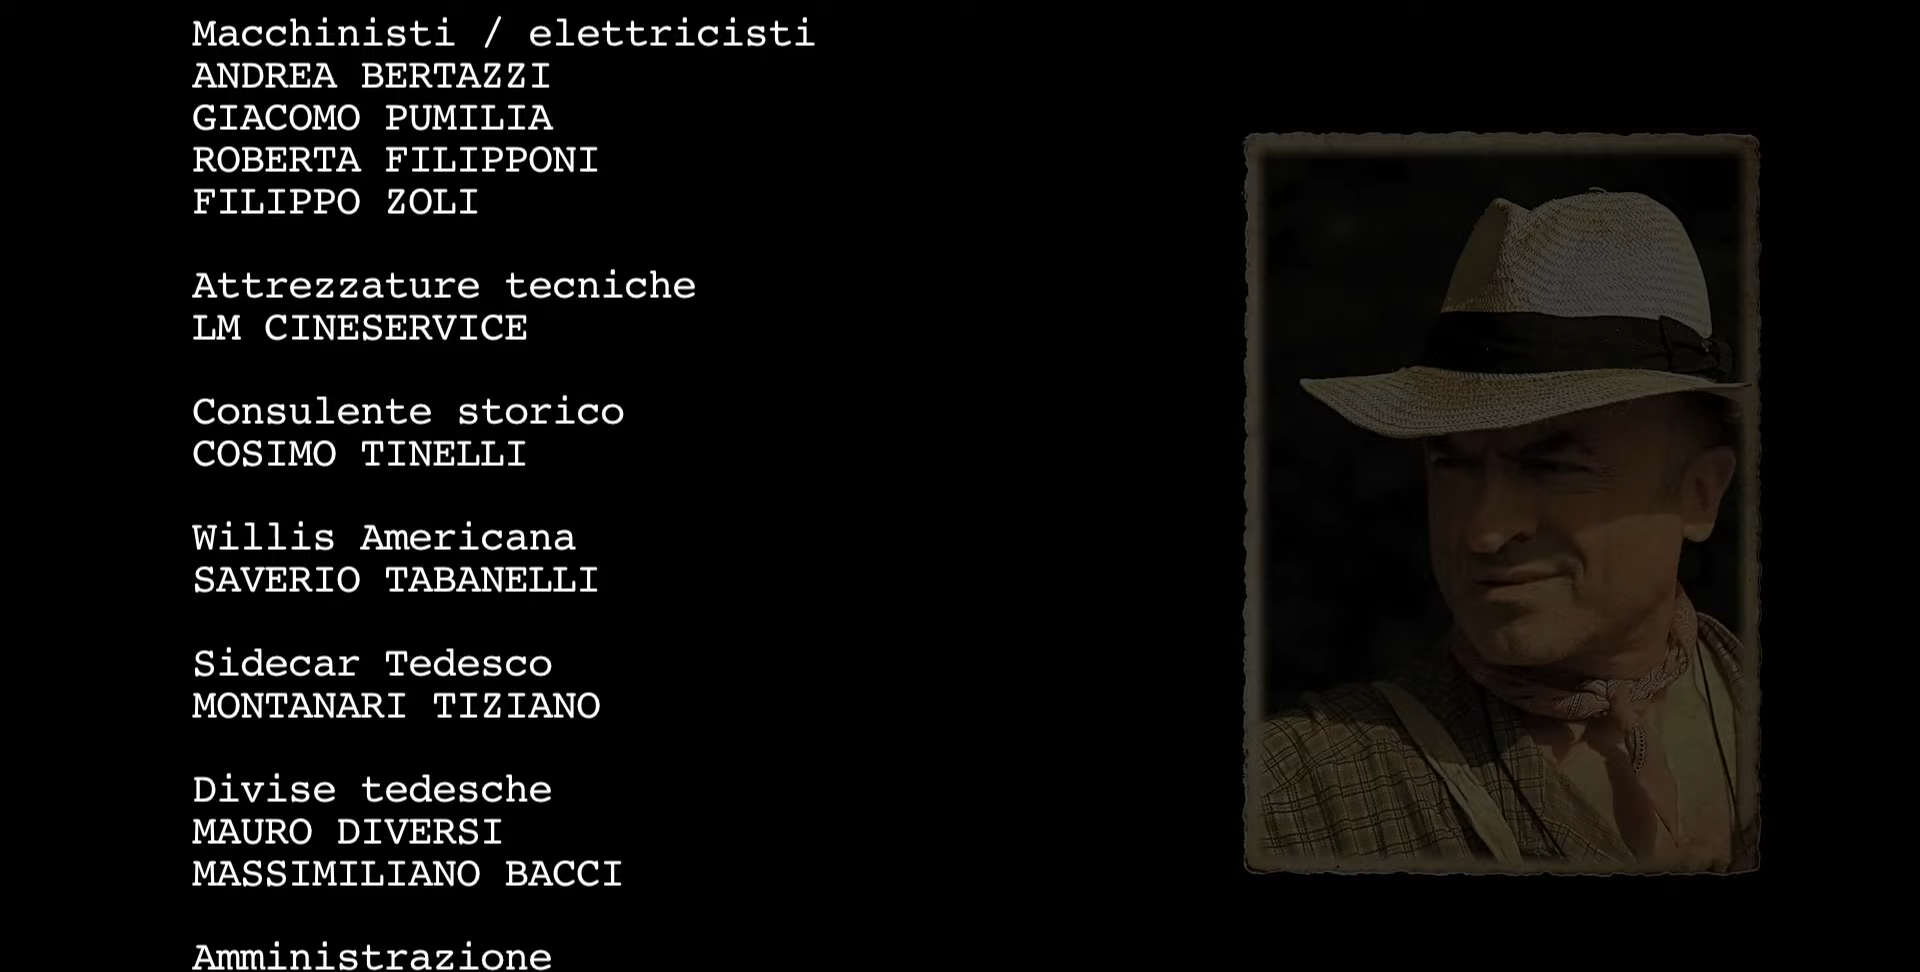 Macchinisti / elettricisti
ANDREA BERTAZZI
GIACOMO PUMILIA
ROBERTA FILIPPONI
FILIPPO ZOLI
Attrezzature tecniche
LM CINESERVICE
Consulente storico
COSIMO TINELLI
Willis Americana
SAVERIO TABANELLI
Sidecar Tedesco
MONTANARI TIZIANO
Divise tedesche
MAURO DIVERSI
MASSIMILIANO BACCI
Amministrazione